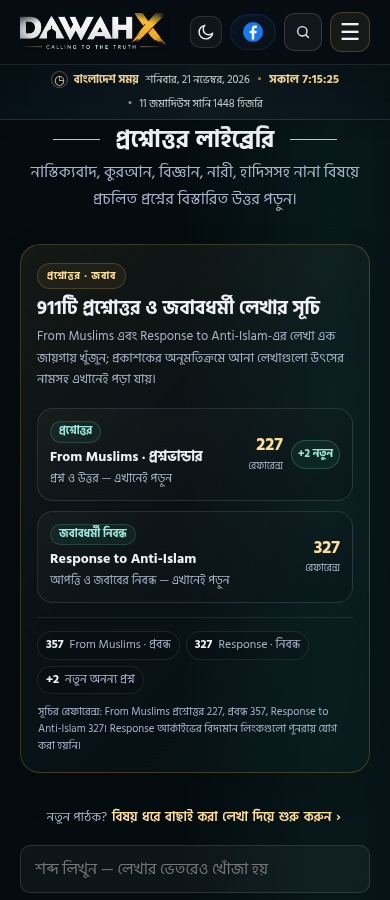 DAWAHX
CALLING TO THE TRUTH
বাংলাদেশ সময় শনিবার, 21 নভেম্বর, 2026 • সকাল 7:15:25
• 11 জমাদিউস সানি 1448 হিজরি
প্রশ্নোত্তর লাইব্রেরি
নাস্তিক্যবাদ, কুরআন, বিজ্ঞান, নারী, হাদিসসহ নানা বিষয়ে
প্রচলিত প্রশ্নের বিস্তারিত উত্তর পড়ুন।
প্রশ্নোত্তর · জবাব
911টি প্রশ্নোত্তর ও জবাবধর্মী লেখার সূচি
From Muslims এবং Response to Anti-Islam-এর লেখা এক
জায়গায় খুঁজুন; প্রকাশকের অনুমতিক্রমে আনা লেখাগুলো উৎসের
নামসহ এখানেই পড়া যায়।
প্রশ্নোত্তর
From Muslims · প্রশ্নভান্ডার
প্রশ্ন ও উত্তর — এখানেই পড়ুন
227
রেফারেন্স
+2 নতুন
জবাবধর্মী নিবন্ধ
Response to Anti-Islam
আপত্তি ও জবাবের নিবন্ধ — এখানেই পড়ুন
327
রেফারেন্স
357 From Muslims · প্রবন্ধ
327 Response · নিবন্ধ
+2 নতুন অনন্য প্রশ্ন
সূচির রেফারেন্স: From Muslims প্রশ্নোত্তর 227, প্রবন্ধ 357, Response to
Anti-Islam 327। Response আর্কাইভের বিদ্যমান লিংকগুলো পুনরায় যোগ
করা হয়নি।
নতুন পাঠক? বিষয় ধরে বাছাই করা লেখা দিয়ে শুরু করুন ›
শব্দ লিখুন — লেখার ভেতরেও খোঁজা হয়